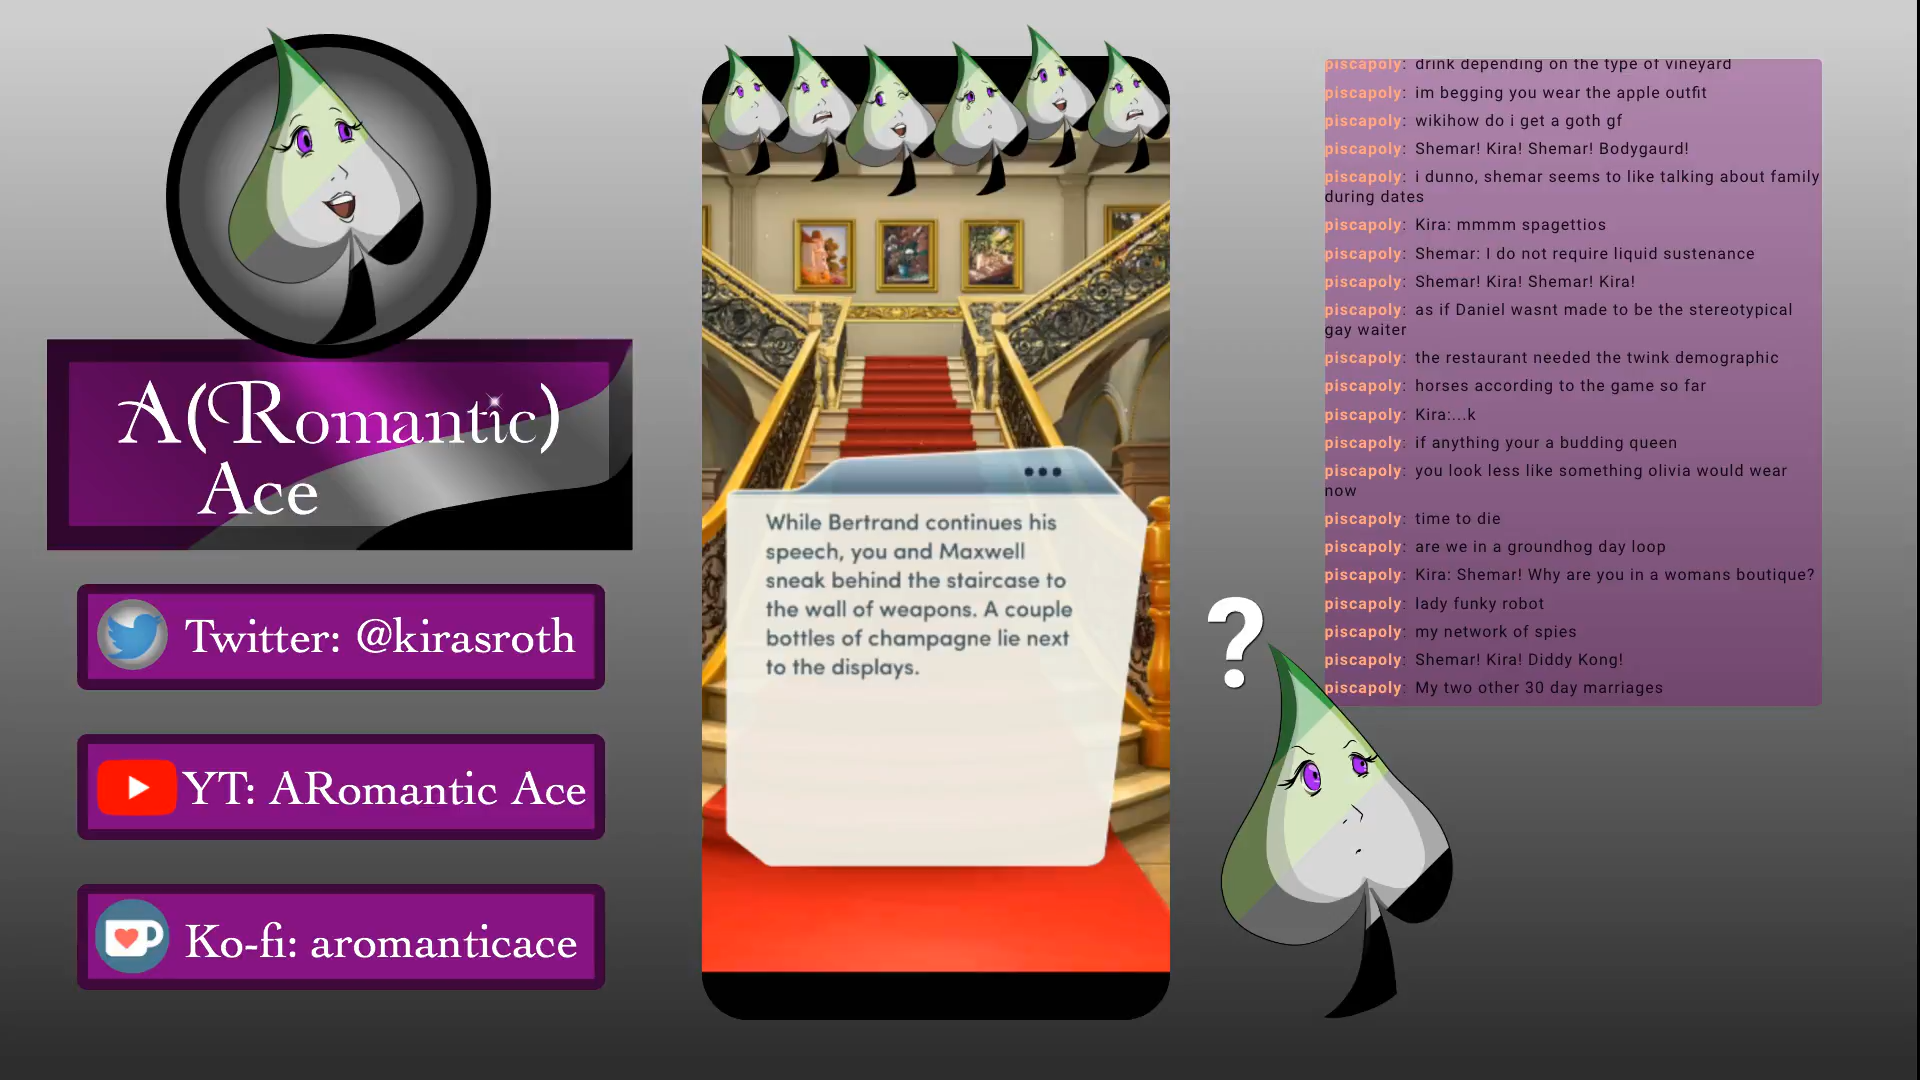 A(Romantic)
Ace
Twitter: @kirasroth
YT: ARomantic Ace
Ko-fi: aromanticace
While Bertrand continues his
speech, you and Maxwell
sneak behind the staircase to
the wall of weapons. A couple
bottles of champagne lie next
to the displays.
?
piscapoly: drink depending on the type of vineyard
piscapoly: im begging you wear the apple outfit
piscapoly: wikihow do i get a goth gf
piscapoly: Shemar! Kira! Shemar! Bodygaurd!
piscapoly: i dunno, shemar seems to like talking about family
during dates
piscapoly: Kira: mmmm spagettios
piscapoly: Shemar: I do not require liquid sustenance
piscapoly: Shemar! Kira! Shemar! Kira!
piscapoly: as if Daniel wasnt made to be the stereotypical
gay waiter
piscapoly: the restaurant needed the twink demographic
piscapoly: horses according to the game so far
piscapoly: Kira:...k
piscapoly: if anything your a budding queen
piscapoly: you look less like something olivia would wear
now
piscapoly: time to die
piscapoly: are we in a groundhog day loop
piscapoly: Kira: Shemar! Why are you in a womans boutique?
piscapoly: lady funky robot
piscapoly: my network of spies
piscapoly: Shemar! Kira! Diddy Kong!
piscapoly: My two other 30 day marriages